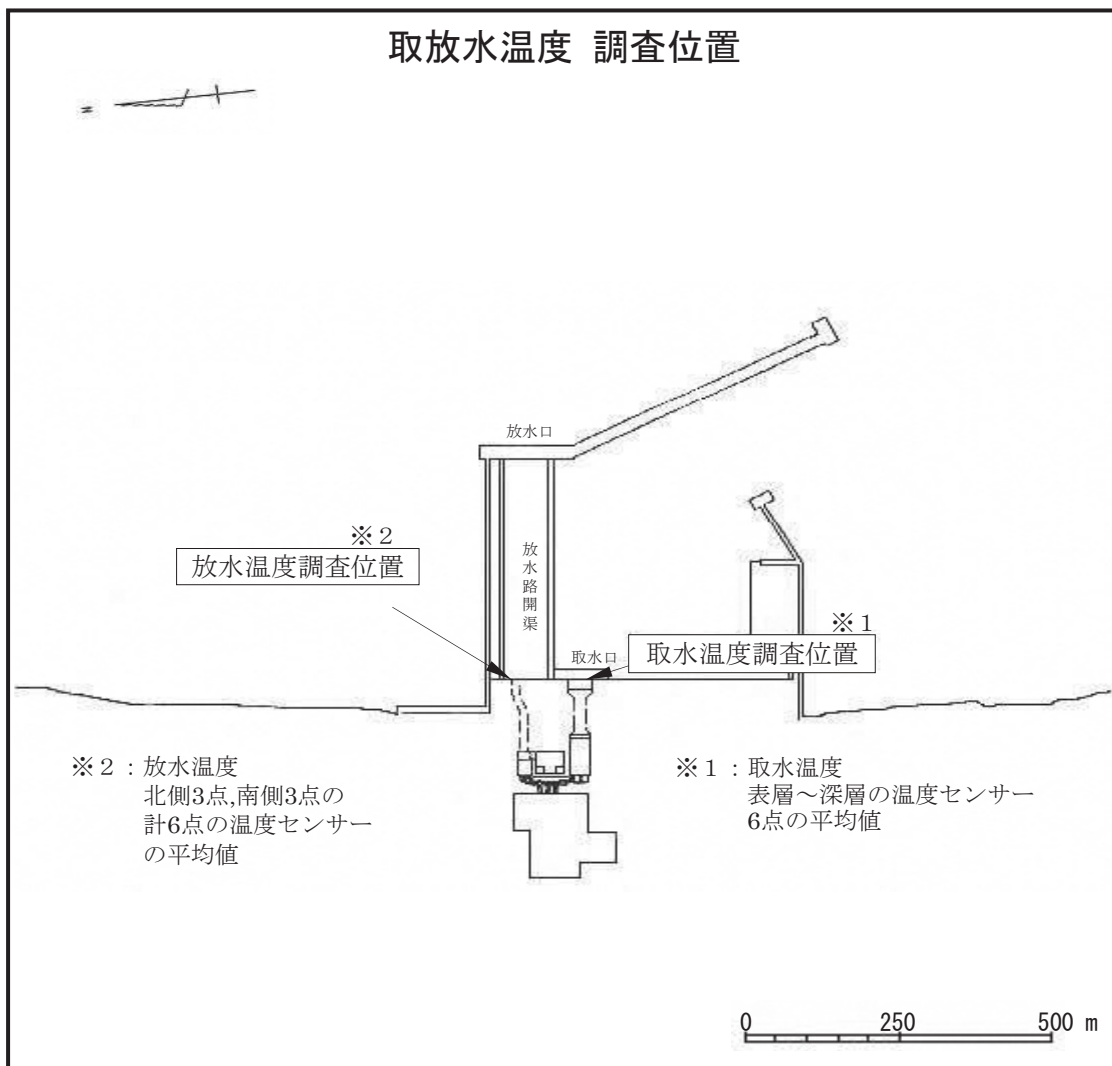 取放水温度 調査位置
N
放水口
※2
放水温度調査位置
放水路開渠
※1
取水口
取水温度調査位置
※2：放水温度
北側3点,南側3点の
計6点の温度センサー
の平均値
※1：取水温度
表層～深層の温度センサー
6点の平均値
0 250 500 m